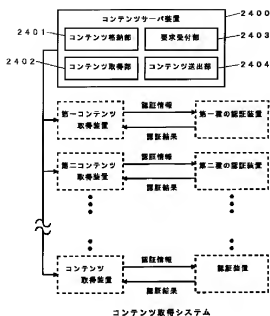 コンテンツサーバ装置
2400
2401
コンテンツ格納部
要求受付部
2403
2402
コンテンツ取得部
コンテンツ送出部
2404
第一コンテンツ
取得装置
認証情報
認証結果
第一種の認証装置
第二コンテンツ
取得装置
認証情報
認証結果
第二種の認証装置
コンテンツ
取得装置
認証情報
認証結果
認証装置
コンテンツ取得システム